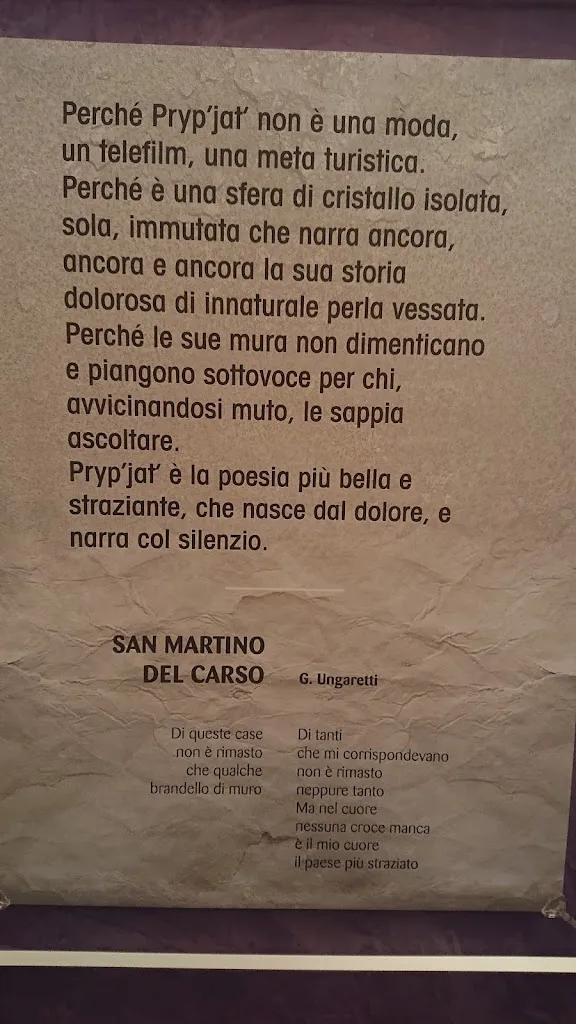 Perché Pryp'jat' non è una moda,
un telefilm, una meta turistica.
Perché è una sfera di cristallo isolata,
sola, immutata che narra ancora,
ancora e ancora la sua storia
dolorosa di innaturale perla vessata.
Perché le sue mura non dimenticano
e piangono sottovoce per chi,
avvicinandosi muto, le sappia
ascoltare.
Pryp'jat' è la poesia più bella e
straziante, che nasce dal dolore, e
narra col silenzio.
SAN MARTINO
DEL CARSO
G. Ungaretti
Di queste case
non è rimasto
che qualche
brandello di muro
Di tanti
che mi corrispondevano
non è rimasto
neppure tanto
Ma nel cuore
nessuna croce manca
è il mio cuore
il paese più straziato